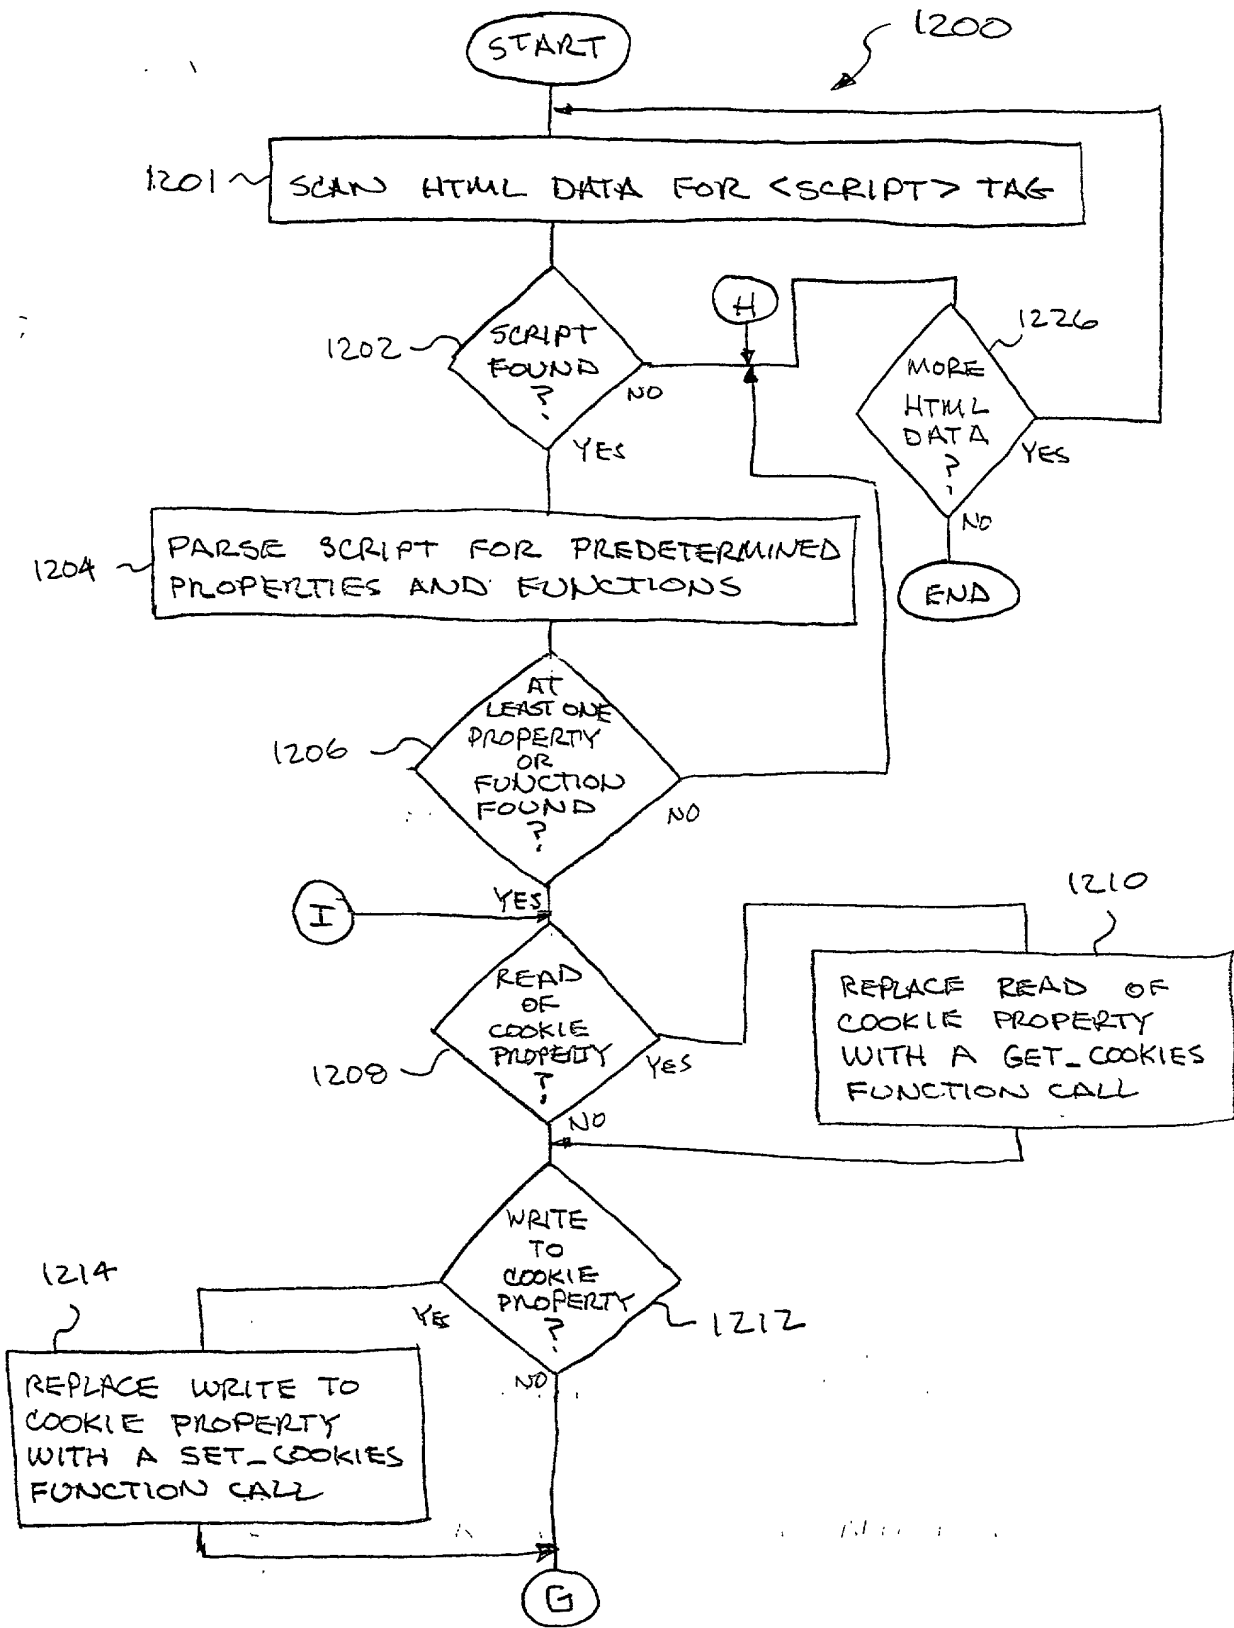 START
1200
1201
SCAN HTML DATA FOR <SCRIPT> TAG
1202
SCRIPT
FOUND
?
NO
YES
H
1226
MORE
HTML
DATA
?
YES
NO
END
1204
PARSE SCRIPT FOR PREDETERMINED
PROPERTIES AND FUNCTIONS
1206
AT
LEAST ONE
PROPERTY
OR
FUNCTION
FOUND
?
NO
YES
I
1208
READ
OF
COOKIE
PROPERTY
?
YES
NO
1210
REPLACE READ OF
COOKIE PROPERTY
WITH A GET_COOKIES
FUNCTION CALL
WRITE
TO
COOKIE
PROPERTY
?
1212
YES
NO
1214
REPLACE WRITE TO
COOKIE PROPERTY
WITH A SET_COOKIES
FUNCTION CALL
G